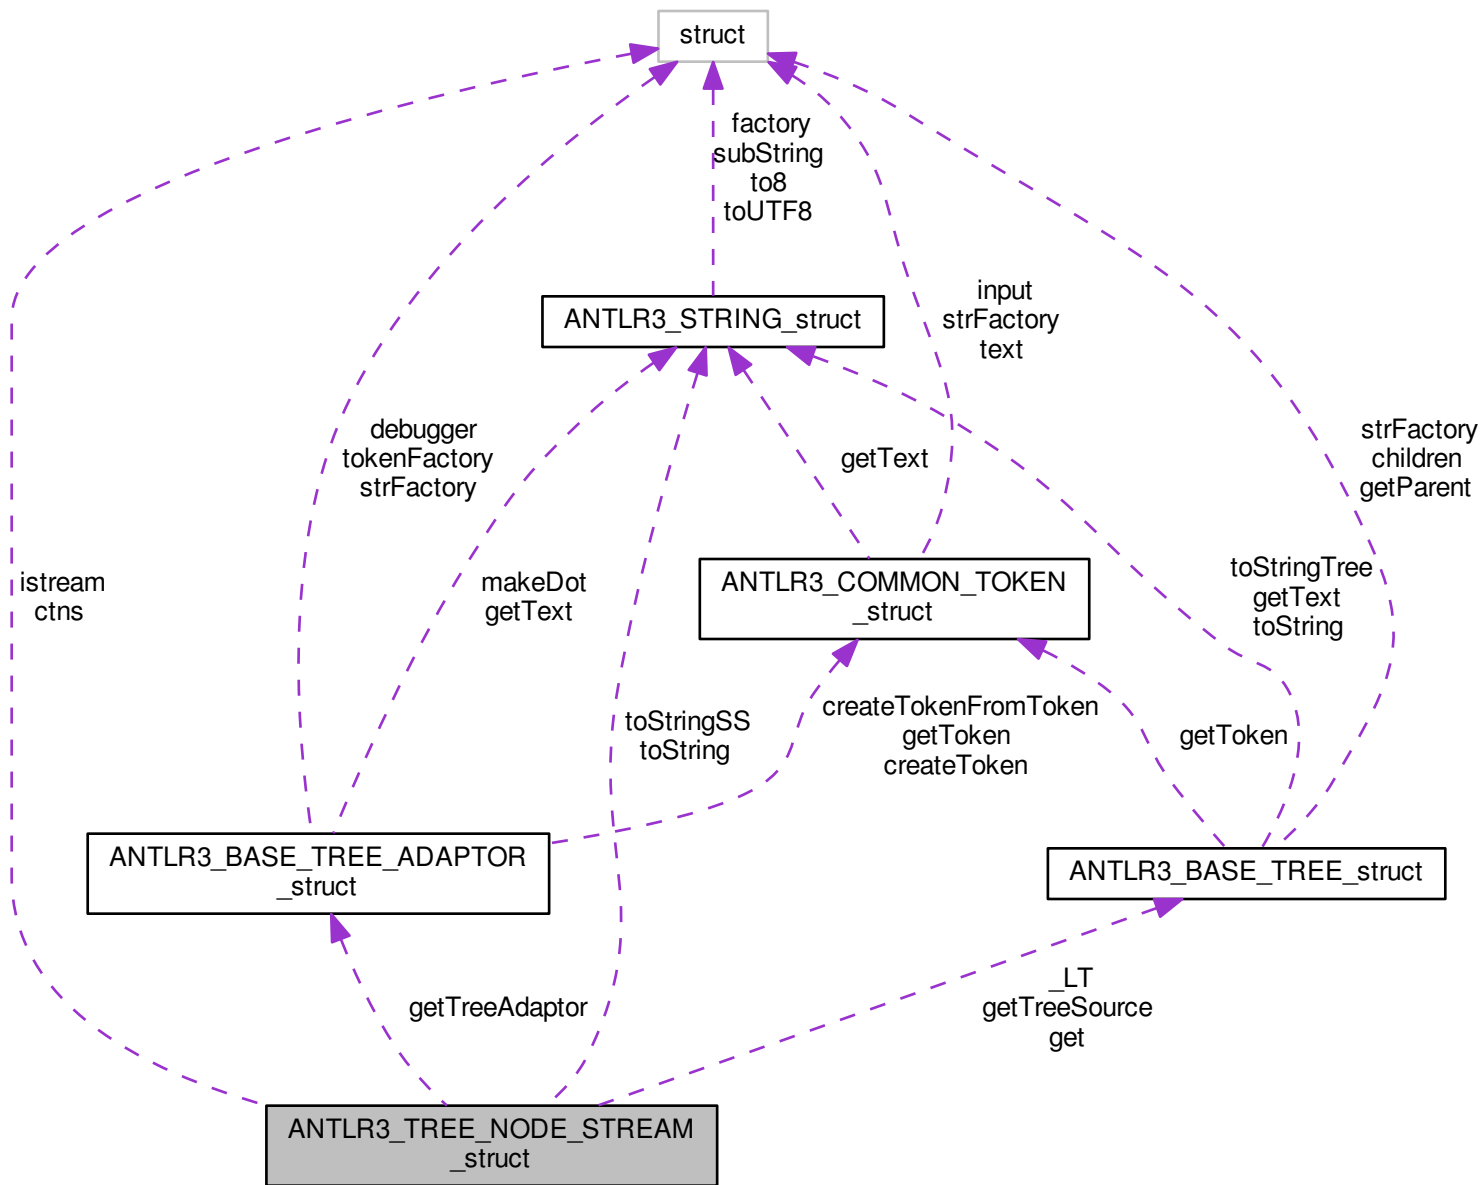 struct
factory
subString
to8
toUTF8
input
strFactory
text
ANTLR3_STRING_struct
debugger
tokenFactory
strFactory
getText
strFactory
children
getParent
istream
ctns
makeDot
getText
ANTLR3_COMMON_TOKEN
_struct
toStringTree
getText
toString
toStringSS
toString
createTokenFromToken
getToken
createToken
getToken
ANTLR3_BASE_TREE_ADAPTOR
_struct
ANTLR3_BASE_TREE_struct
getTreeAdaptor
_LT
getTreeSource
get
ANTLR3_TREE_NODE_STREAM
_struct